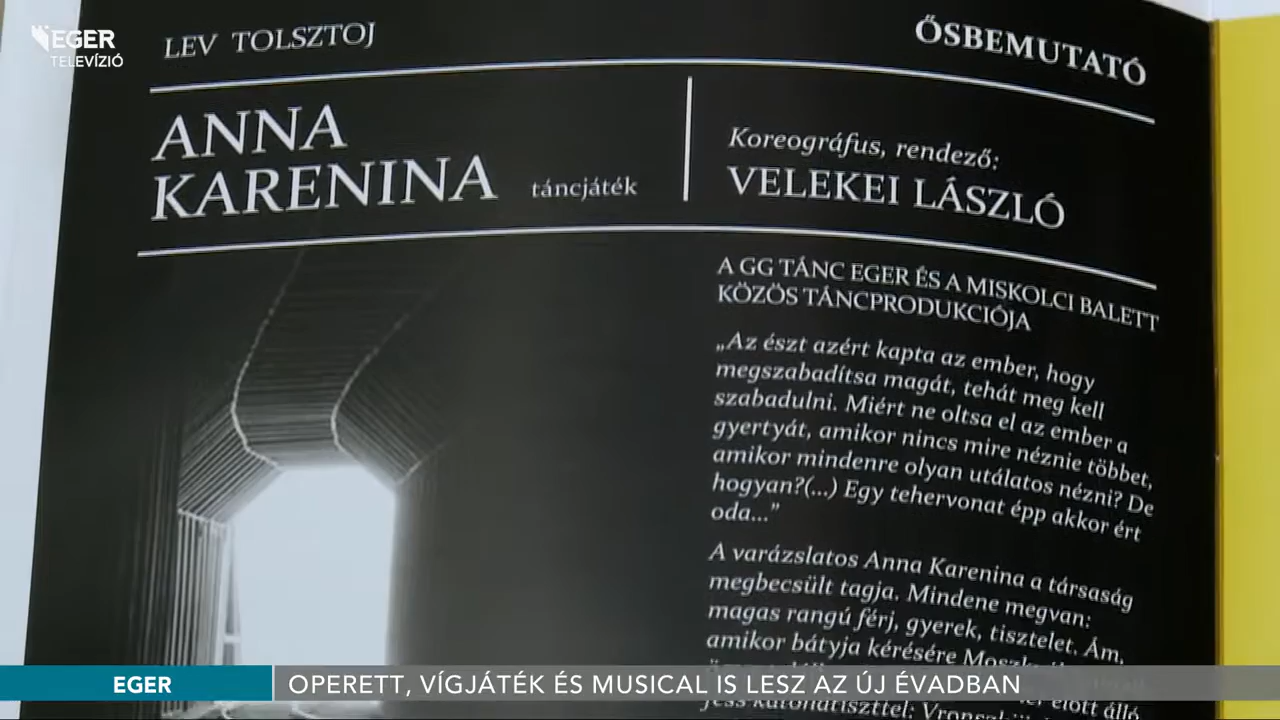 EGER
TELEVÍZIÓ
LEV TOLSZTOJ
ŐSBEMUTATÓ
ANNA
KARENINA táncjáték
Koreográfus, rendező:
VELEKEI LÁSZLÓ
A GG TÁNC EGER ÉS A MISKOLCI BALETT
KÖZÖS TÁNCPRODUKCIÓJA
„Az észt azért kapta az ember, hogy
megszabadítsa magát, tehát meg kell
szabadulni. Miért ne oltsa el az ember a
gyertyát, amikor nincs mire néznie többet,
amikor mindenre olyan utálatos nézni? De
hogyan?(...) Egy tehervonat épp akkor ért
oda..."
A varázslatos Anna Karenina a társaság
megbecsült tagja. Mindene megvan:
magas rangú férj, gyerek, tisztelet. Ám,
amikor bátyja kérésére
előtt álló
katonatiszttel:
EGER
OPERETT, VÍGJÁTÉK ÉS MUSICAL IS LESZ AZ ÚJ ÉVADBAN